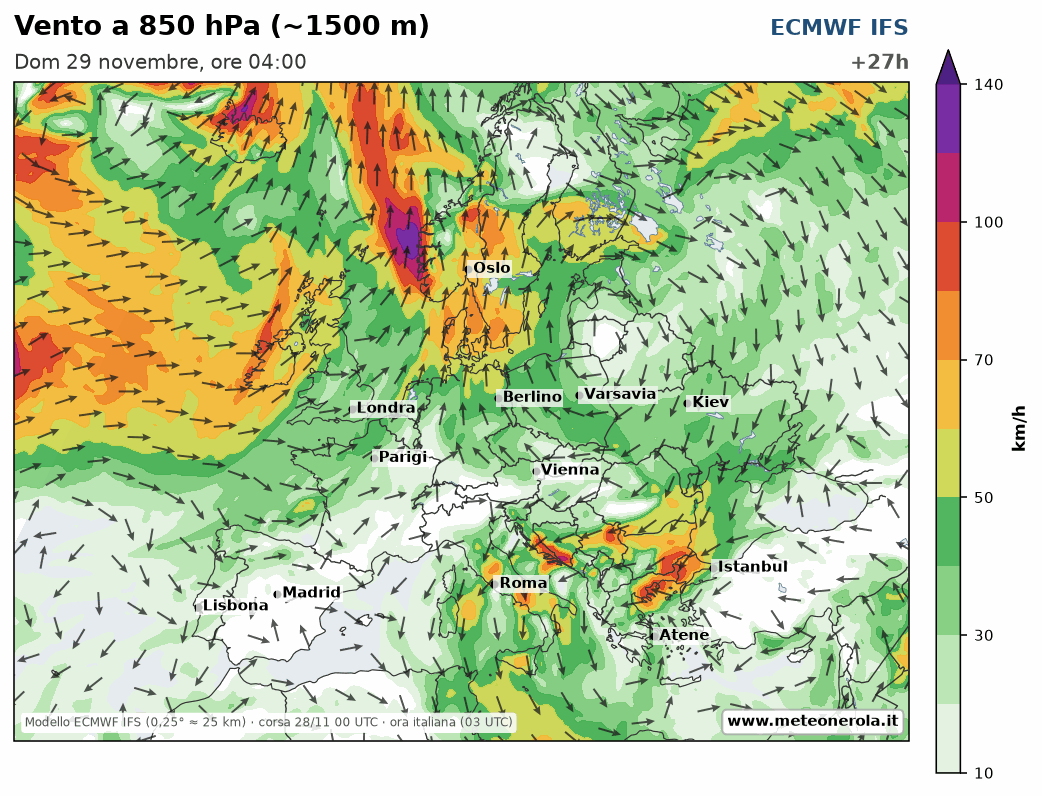 Vento a 850 hPa (~1500 m)
ECMWF IFS
Dom 29 novembre, ore 04:00
+27h
140
100
70
50
30
10
km/h
Oslo
Berlino
Varsavia
Kiev
Londra
Parigi
Vienna
Istanbul
Roma
Madrid
Lisbona
Atene
Modello ECMWF IFS (0,25° ≈ 25 km) · corsa 28/11 00 UTC · ora italiana (03 UTC)
www.meteonerola.it